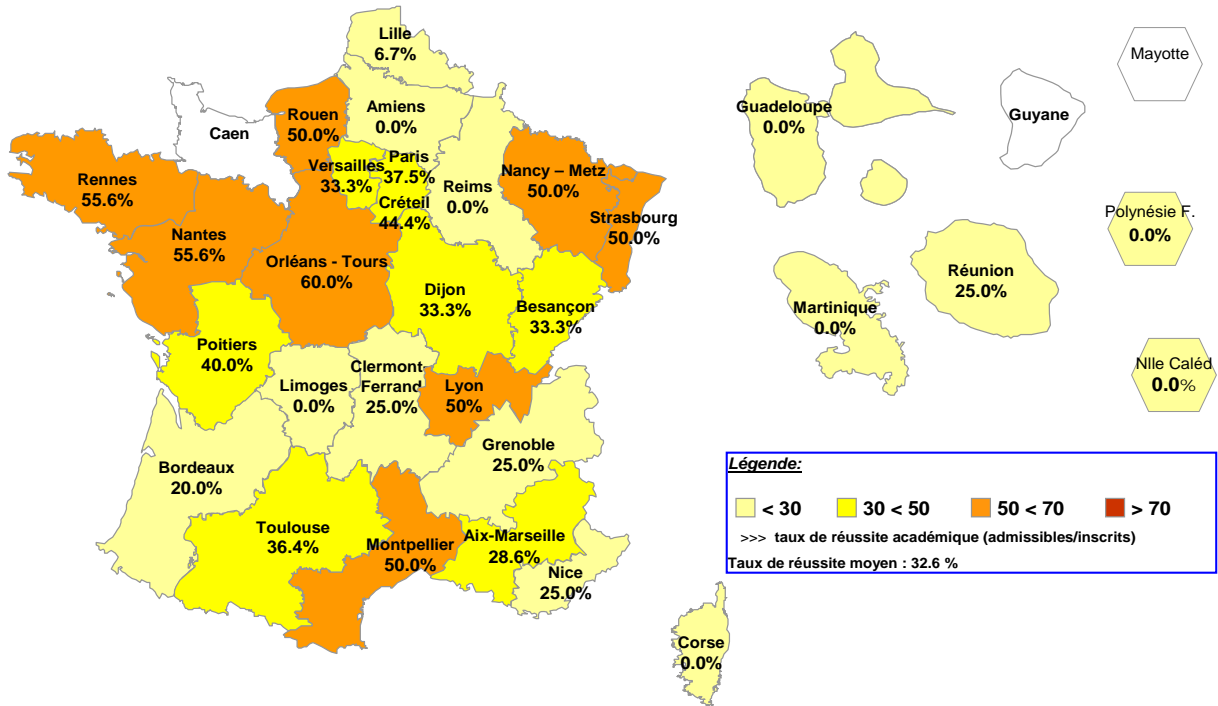 Lille
6.7%
Amiens
0.0%
Rouen
50.0%
Caen
Versailles
33.3%
Paris
37.5%
Créteil
44.4%
Reims
0.0%
Nancy – Metz
50.0%
Strasbourg
50.0%
Rennes
55.6%
Nantes
55.6%
Orléans - Tours
60.0%
Dijon
33.3%
Besançon
33.3%
Poitiers
40.0%
Limoges
0.0%
Clermont-
Ferrand
25.0%
Lyon
50%
Grenoble
25.0%
Bordeaux
20.0%
Toulouse
36.4%
Montpellier
50.0%
Aix-Marseille
28.6%
Nice
25.0%
Corse
0.0%
Guadeloupe
0.0%
Guyane
Mayotte
Polynésie F.
0.0%
Réunion
25.0%
Martinique
0.0%
Nlle Caléd
0.0%
Légende:
< 30
30 < 50
50 < 70
> 70
>>> taux de réussite académique (admissibles/inscrits)
Taux de réussite moyen : 32.6 %